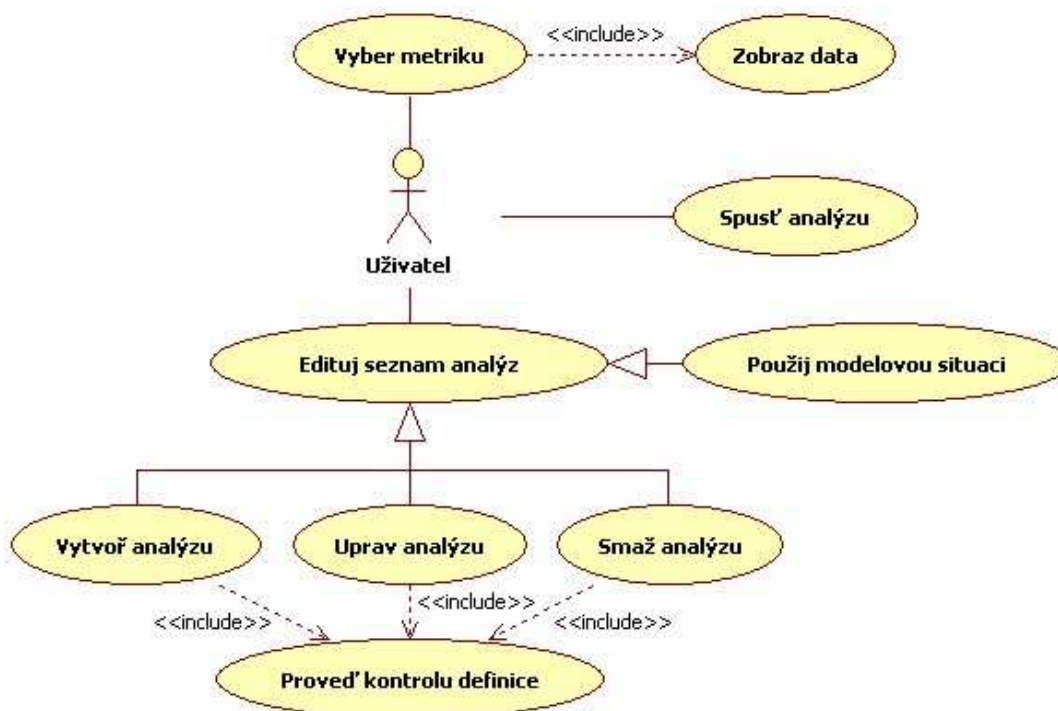 Vyber metriku
<<include>>
Zobraz data
Spusť analýzu
Uživatel
Edituj seznam analýz
Použij modelovou situaci
Vytvoř analýzu
Uprav analýzu
Smaž analýzu
<<include>>
<<include>>
<<include>>
Proveď kontrolu definice